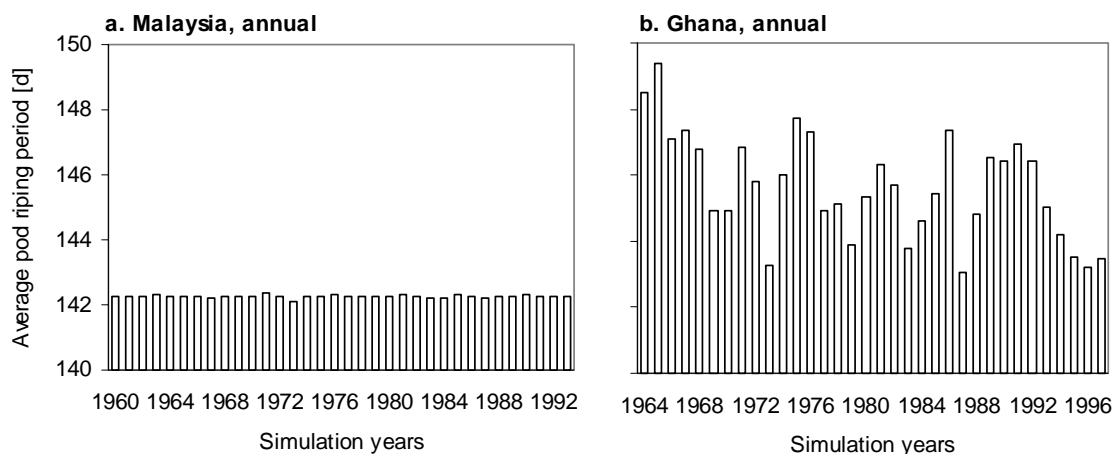 a. Malaysia, annual
b. Ghana, annual
Average pod riping period [d]
150
148
146
144
142
140
1960 1964 1968 1972 1976 1980 1984 1988 1992
1964 1968 1972 1976 1980 1984 1988 1992 1996
Simulation years
Simulation years